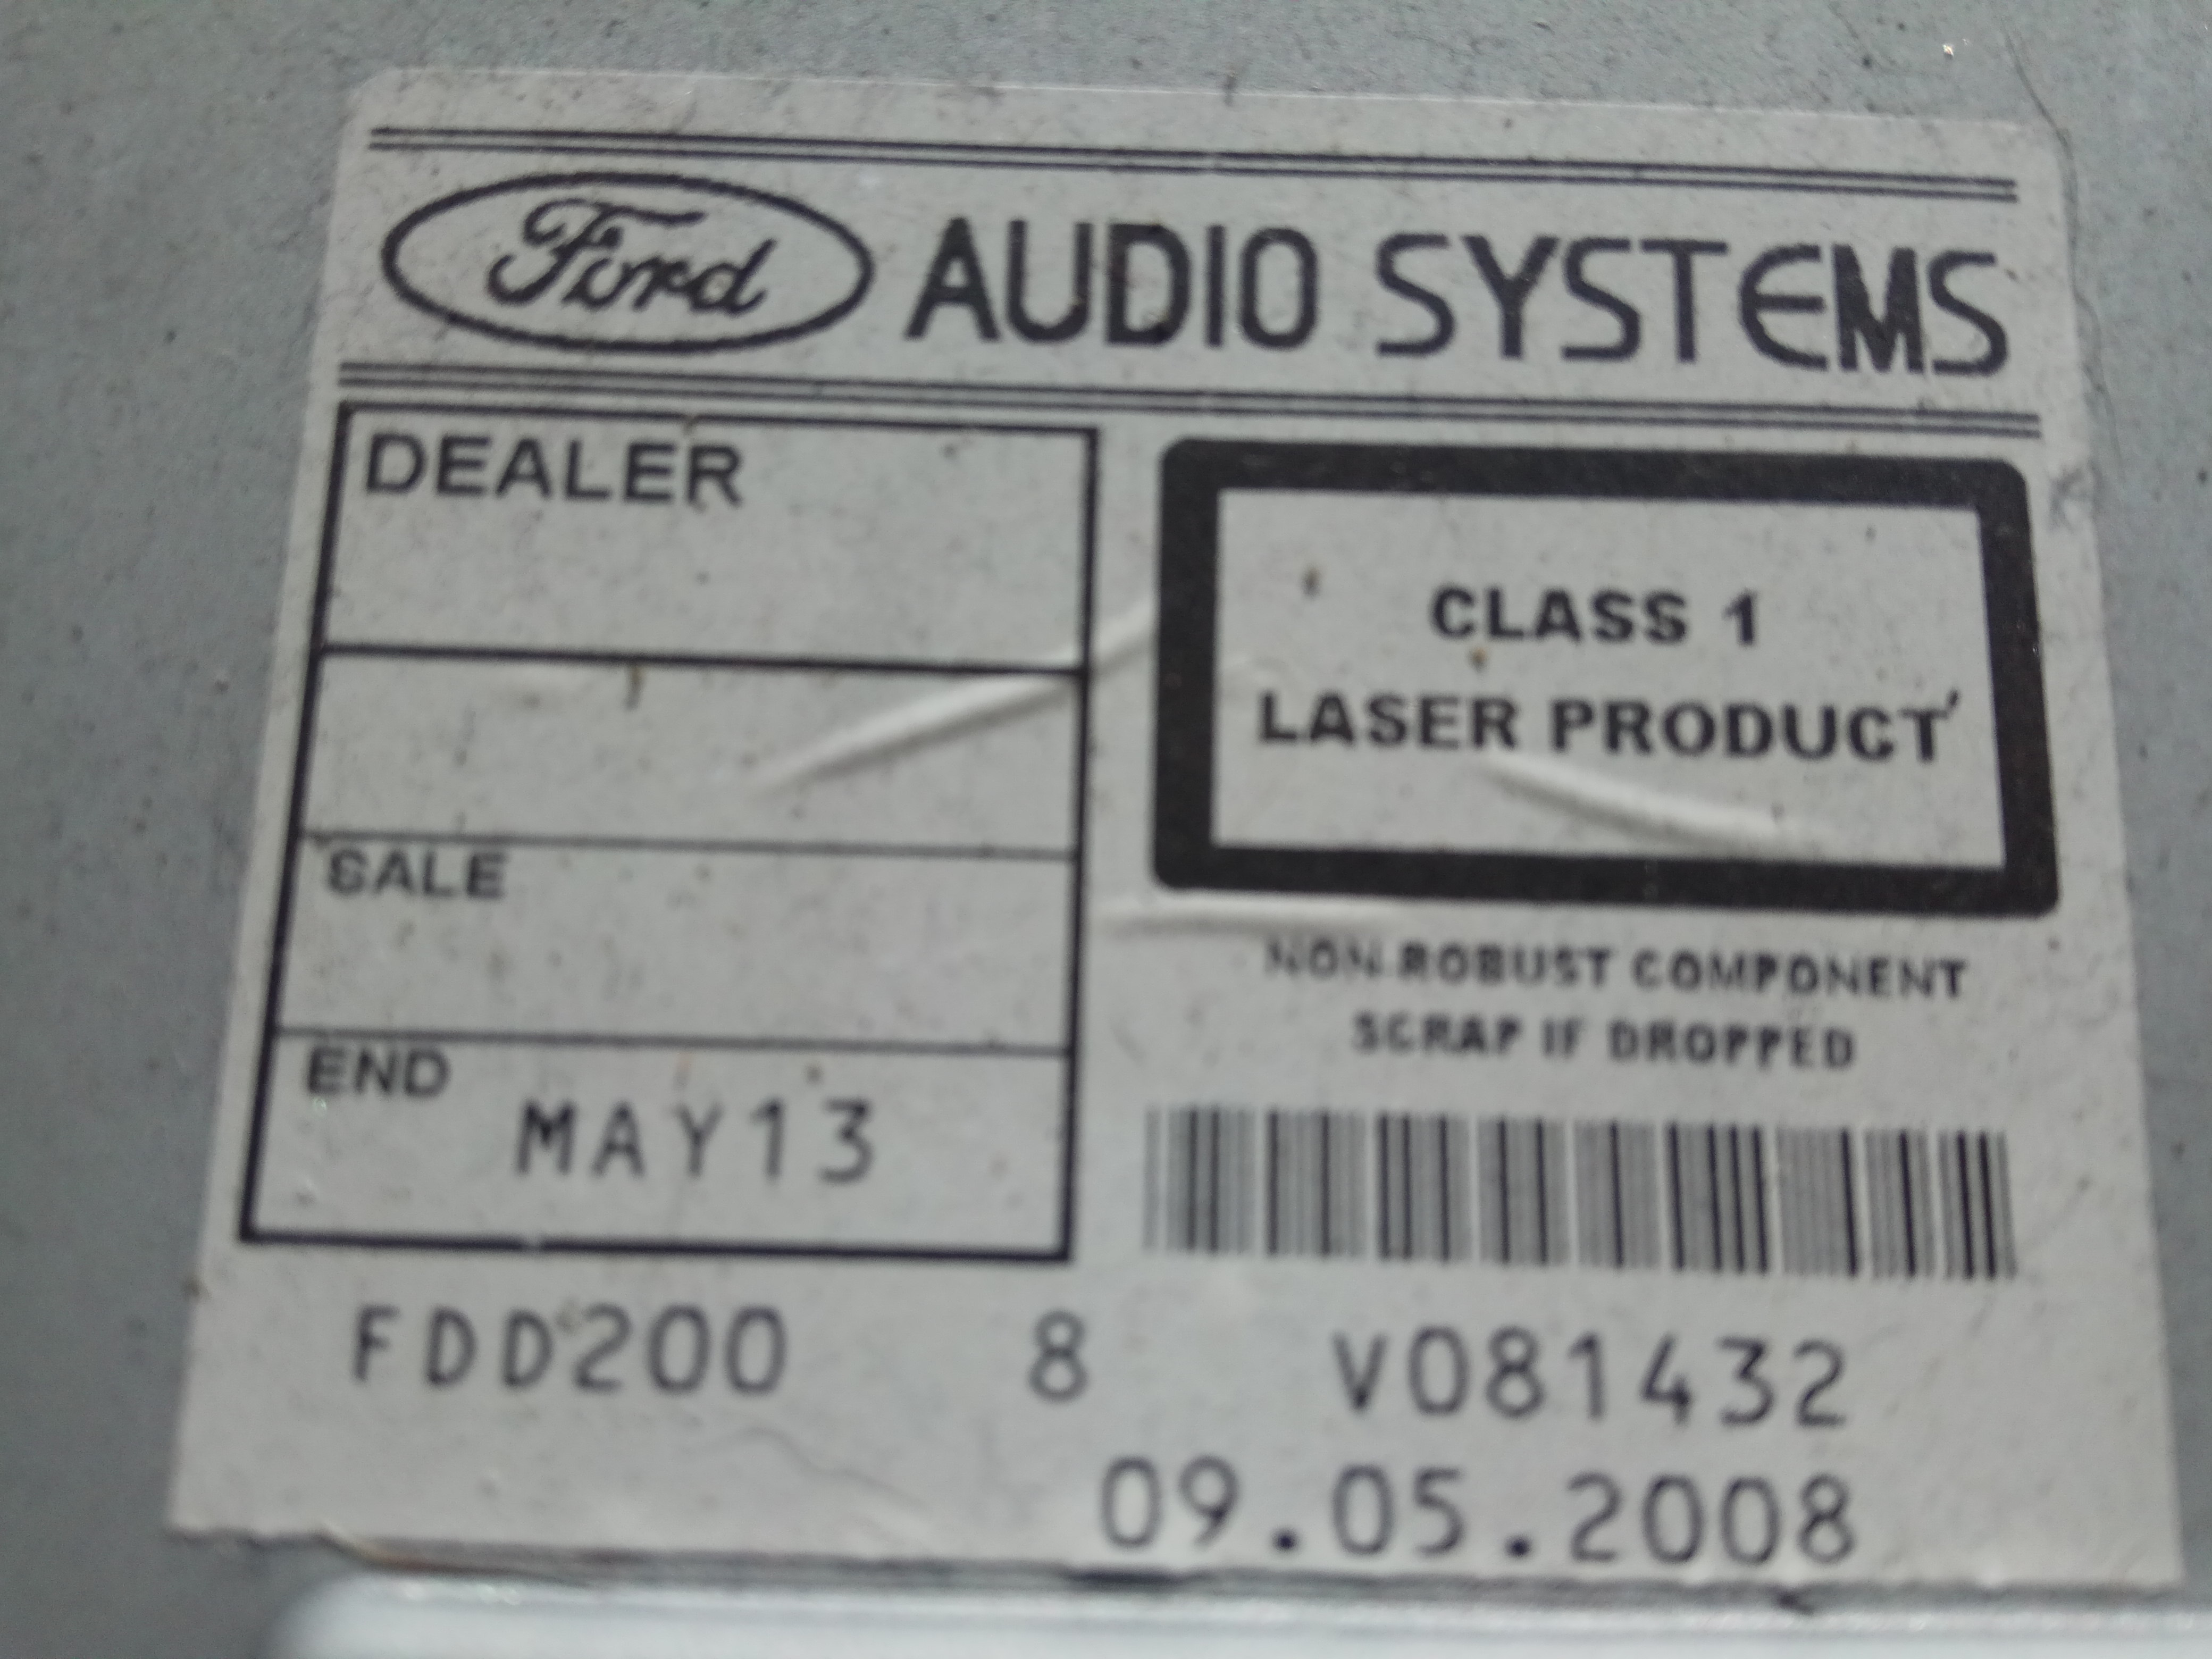 Ford AUDIO SYSTEMS
DEALER
CLASS 1
LASER PRODUCT
SALE
NON ROBUST COMPONENT
SCRAP IF DROPPED
END
MAY13
FDD200 8 V081432
09.05.2008